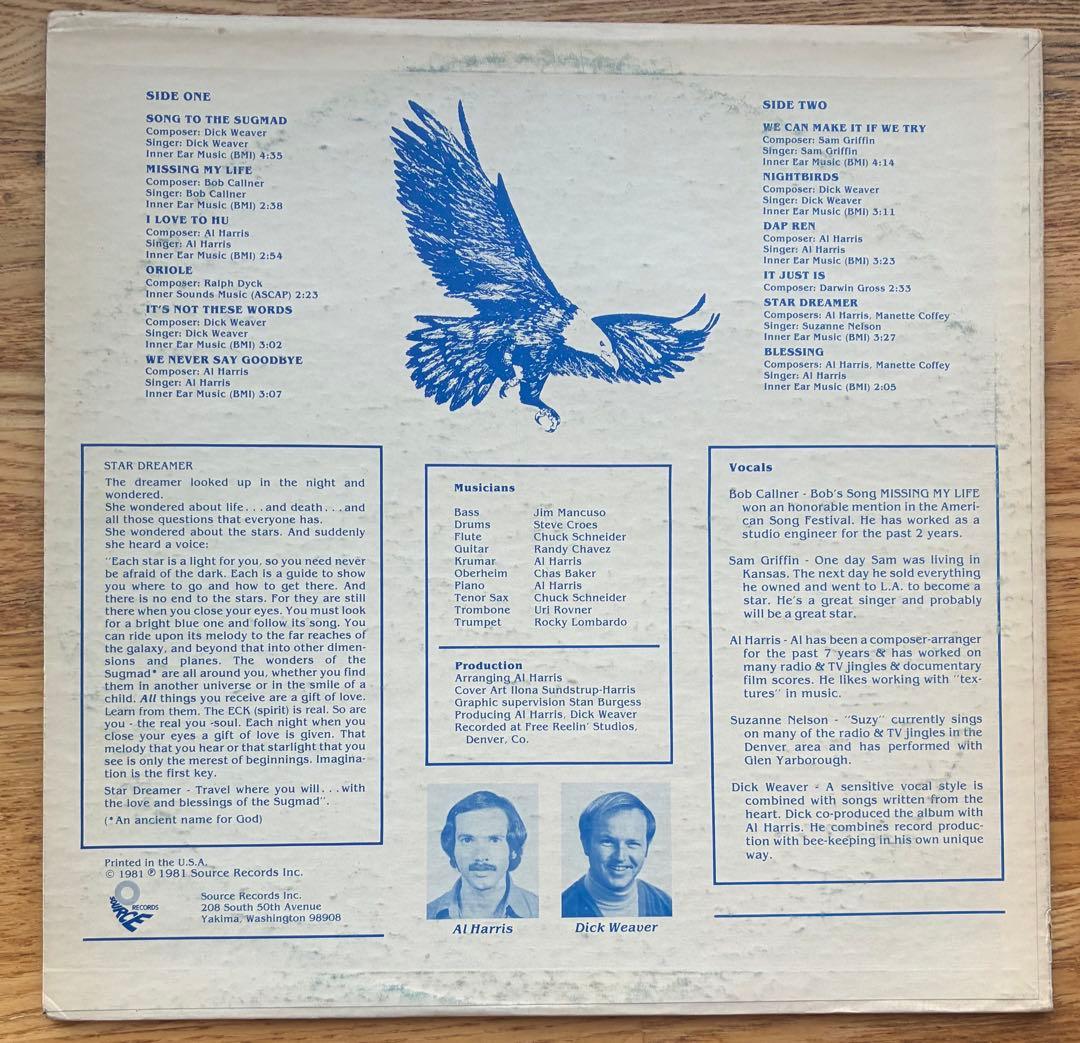 SIDE ONE
SONG TO THE SUGMAD
Composer: Dick Weaver
Singer: Dick Weaver
Inner Ear Music (BMI) 4:35
MISSING MY LIFE
Composer: Bob Callner
Singer: Bob Callner
Inner Ear Music (BMI) 2:38
I LOVE TO HU
Composer: Al Harris
Singer: Al Harris
Inner Ear Music (BMI) 2:54
ORIOLE
Composer: Ralph Dyck
Inner Sounds Music (ASCAP) 2:23
IT'S NOT THESE WORDS
Composer: Dick Weaver
Singer: Dick Weaver
Inner Ear Music (BMI) 3:02
WE NEVER SAY GOODBYE
Composer: Al Harris
Singer: Al Harris
Inner Ear Music (BMI) 3:07
SIDE TWO
WE CAN MAKE IT IF WE TRY
Composer: Sam Griffin
Singer: Sam Griffin
Inner Ear Music (BMI) 4:14
NIGHTBIRDS
Composer: Dick Weaver
Singer: Dick Weaver
Inner Ear Music (BMI) 3:11
DAP REN
Composer: Al Harris
Singer: Al Harris
Inner Ear Music (BMI) 3:23
IT JUST IS
Composer: Darwin Gross 2:33
STAR DREAMER
Composers: Al Harris, Manette Coffey
Singer: Suzanne Nelson
Inner Ear Music (BMI) 3:27
BLESSING
Composers: Al Harris, Manette Coffey
Singer: Al Harris
Inner Ear Music (BMI) 2:05
STAR DREAMER
The dreamer looked up in the night and
wondered.
She wondered about life...and death...and
all those questions that everyone has.
She wondered about the stars. And suddenly
she heard a voice:
"Each star is a light for you, so you need never
be afraid of the dark. Each is a guide to show
you where to go and how to get there. And
there is no end to the stars. For they are still
there when you close your eyes. You must look
for a bright blue one and follow its song. You
can ride upon its melody to the far reaches of
the galaxy, and beyond that into other dimen-
sions and planes. The wonders of the
Sugmad* are all around you, whether you find
them in another universe or in the smile of a
child. All things you receive are a gift of love.
Learn from them. The ECK (spirit) is real. So are
you - the real you -soul. Each night when you
close your eyes a gift of love is given. That
melody that you hear or that starlight that you
see is only the merest of beginnings. Imagina-
tion is the first key.
Star Dreamer - Travel where you will...with
the love and blessings of the Sugmad".
(*An ancient name for God)
Printed in the U.S.A.
© 1981 ℗ 1981 Source Records Inc.
SOURCE RECORDS
Source Records Inc.
208 South 50th Avenue
Yakima, Washington 98908
Musicians
Bass Jim Mancuso
Drums Steve Croes
Flute Chuck Schneider
Guitar Randy Chavez
Krumar Al Harris
Oberheim Chas Baker
Piano Al Harris
Tenor Sax Chuck Schneider
Trombone Uri Rovner
Trumpet Rocky Lombardo
Production
Arranging Al Harris
Cover Art Ilona Sundstrup-Harris
Graphic supervision Stan Burgess
Producing Al Harris, Dick Weaver
Recorded at Free Reelin' Studios,
Denver, Co.
Al Harris
Dick Weaver
Vocals
Bob Callner - Bob's Song MISSING MY LIFE
won an honorable mention in the Ameri-
can Song Festival. He has worked as a
studio engineer for the past 2 years.
Sam Griffin - One day Sam was living in
Kansas. The next day he sold everything
he owned and went to L.A. to become a
star. He's a great singer and probably
will be a great star.
Al Harris - Al has been a composer-arranger
for the past 7 years & has worked on
many radio & TV jingles & documentary
film scores. He likes working with "tex-
tures" in music.
Suzanne Nelson - "Suzy" currently sings
on many of the radio & TV jingles in the
Denver area and has performed with
Glen Yarborough.
Dick Weaver - A sensitive vocal style is
combined with songs written from the
heart. Dick co-produced the album with
Al Harris. He combines record produc-
tion with bee-keeping in his own unique
way.